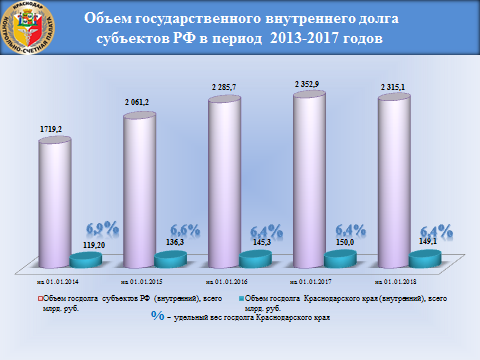 КРАСНОДАР
КОНТРОЛЬНО-СЧЕТНАЯ ПАЛАТА
Объем государственного внутреннего долга
субъектов РФ в период 2013-2017 годов
1719,2
2 061,2
2 285,7
2 352,9
2 315,1
6,9%
6,6%
6,4%
6,4%
6,4%
119,20
136,3
145,3
150,0
149,1
на 01.01.2014
на 01.01.2015
на 01.01.2016
на 01.01.2017
на 01.01.2018
Объем госдолга субъектов РФ (внутренний), всего
млрд. руб.
Объем госдолга Краснодарского края (внутренний), всего
млрд. руб.
% - удельный вес госдолга Краснодарского края